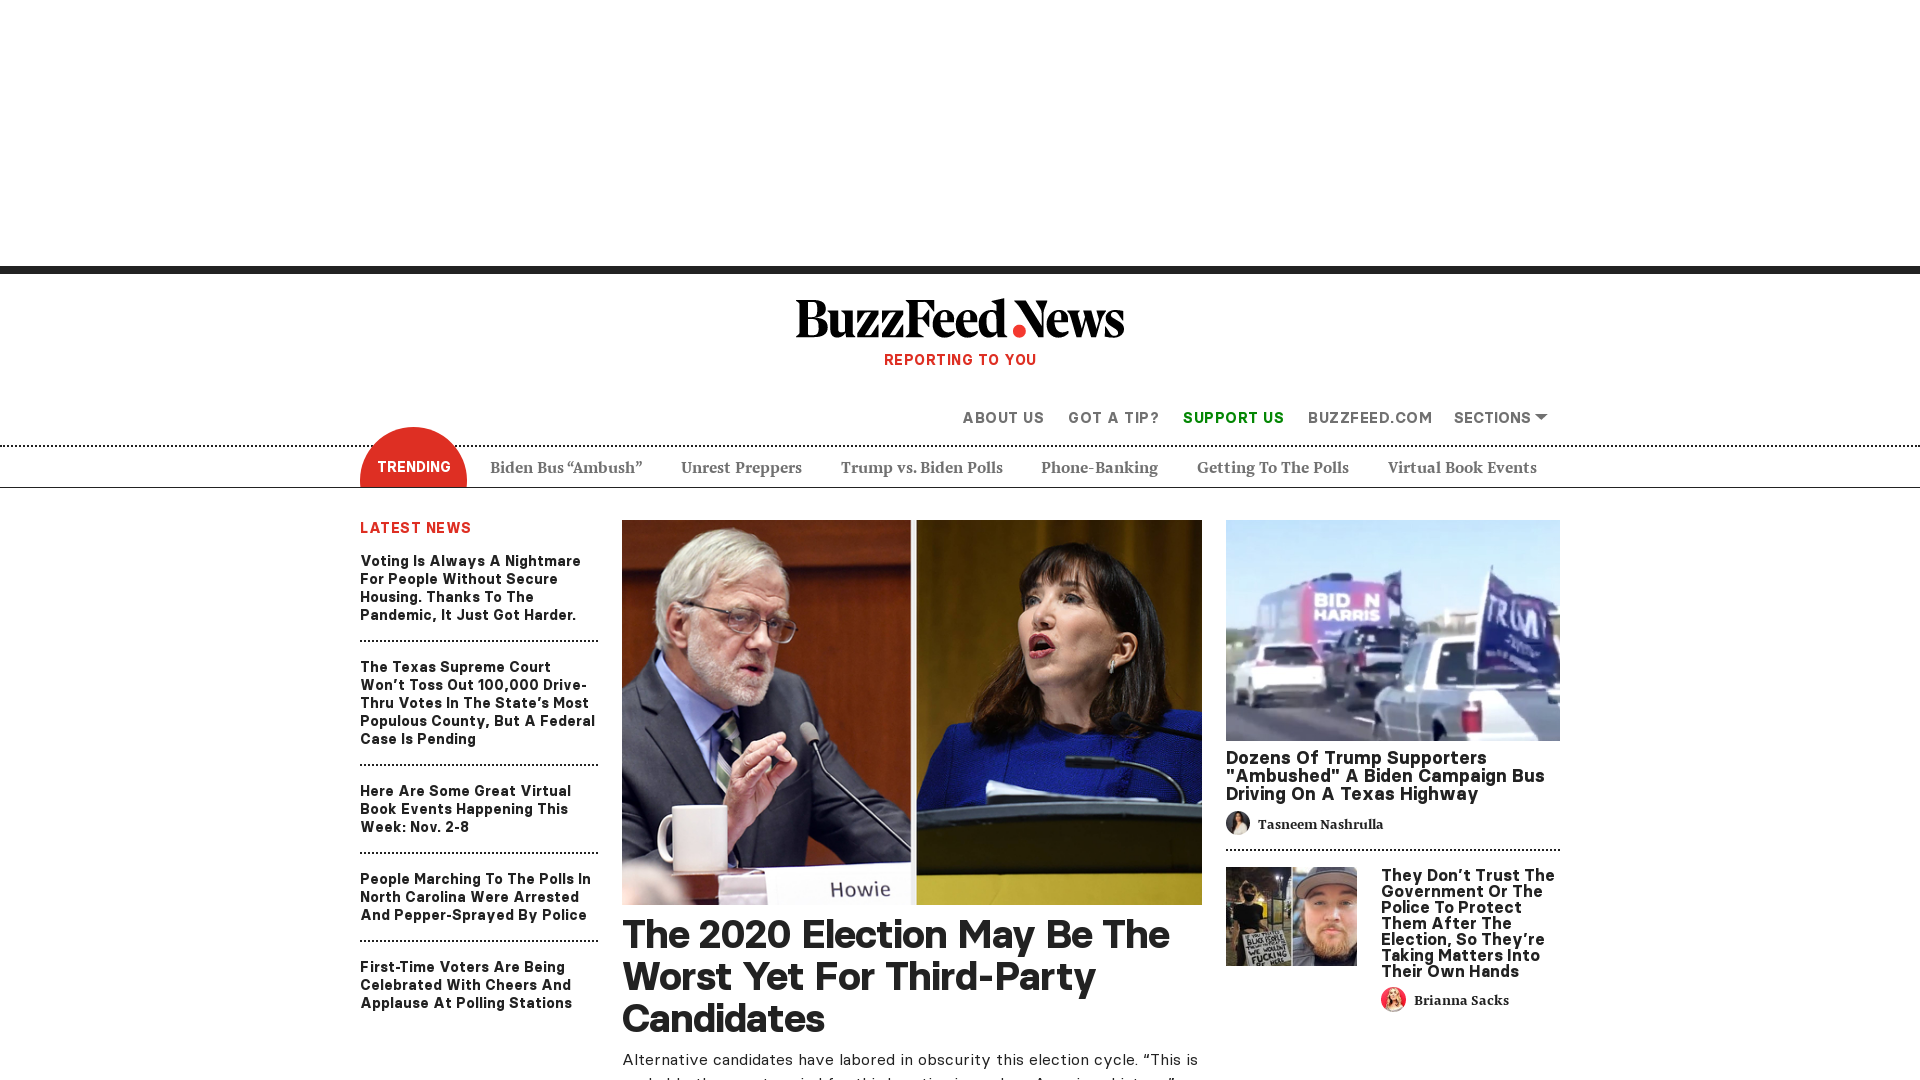 BuzzFeed News
REPORTING TO YOU
ABOUT US
GOT A TIP?
SUPPORT US
BUZZFEED.COM
SECTIONS
TRENDING
Biden Bus “Ambush”
Unrest Preppers
Trump vs. Biden Polls
Phone-Banking
Getting To The Polls
Virtual Book Events
LATEST NEWS
Voting Is Always A Nightmare
For People Without Secure
Housing. Thanks To The
Pandemic, It Just Got Harder.
The Texas Supreme Court
Won’t Toss Out 100,000 Drive-
Thru Votes In The State’s Most
Populous County, But A Federal
Case Is Pending
Here Are Some Great Virtual
Book Events Happening This
Week: Nov. 2-8
People Marching To The Polls In
North Carolina Were Arrested
And Pepper-Sprayed By Police
First-Time Voters Are Being
Celebrated With Cheers And
Applause At Polling Stations
Howie
The 2020 Election May Be The
Worst Yet For Third-Party
Candidates
Alternative candidates have labored in obscurity this election cycle. “This is
BID N
HARRIS
TRUM
Dozens Of Trump Supporters
"Ambushed" A Biden Campaign Bus
Driving On A Texas Highway
Tasneem Nashrulla
BLACK PEOPLE
WE WOULDN'T
FUCKING
BE HERE
They Don’t Trust The
Government Or The
Police To Protect
Them After The
Election, So They’re
Taking Matters Into
Their Own Hands
Brianna Sacks